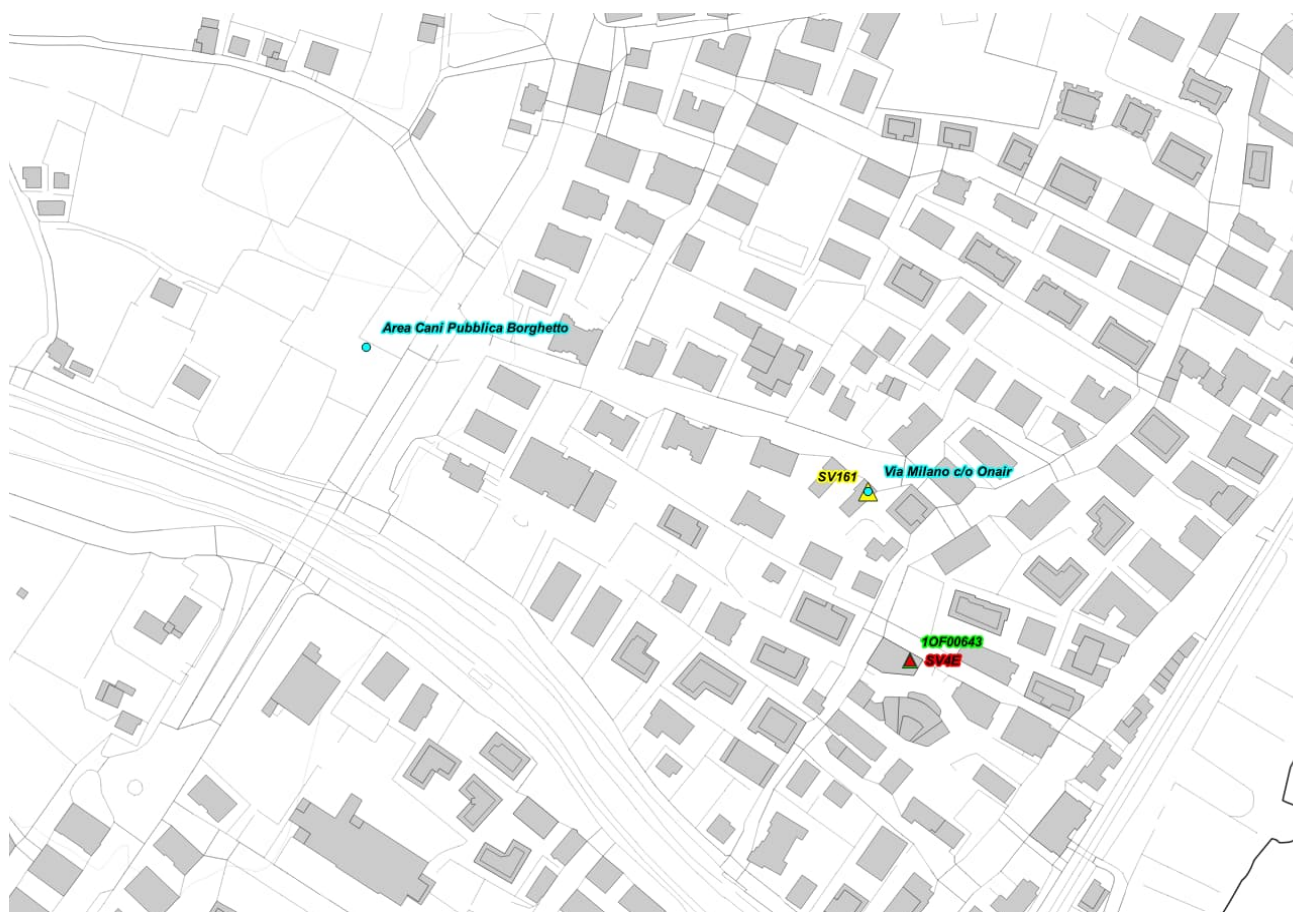 Area Cani Pubblica Borghetto
Via Milano c/o Onair
SV161
1OF00643
SV4E